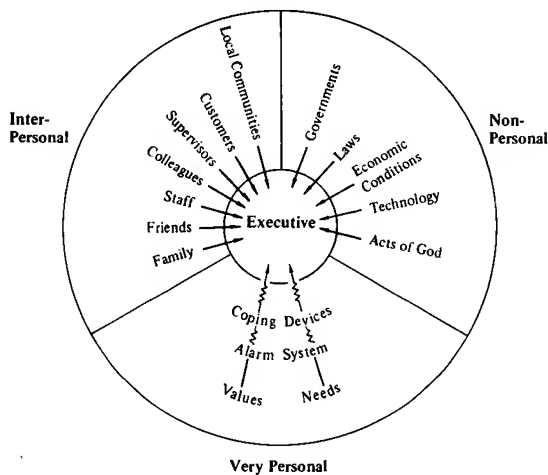 Inter-
Personal
Non-
Personal
Local Communities
Customers
Supervisors
Colleagues
Staff
Friends
Family
Governments
Laws
Economic
Conditions
Technology
Acts of God
Executive
Coping Devices
Alarm System
Values
Needs
Very Personal